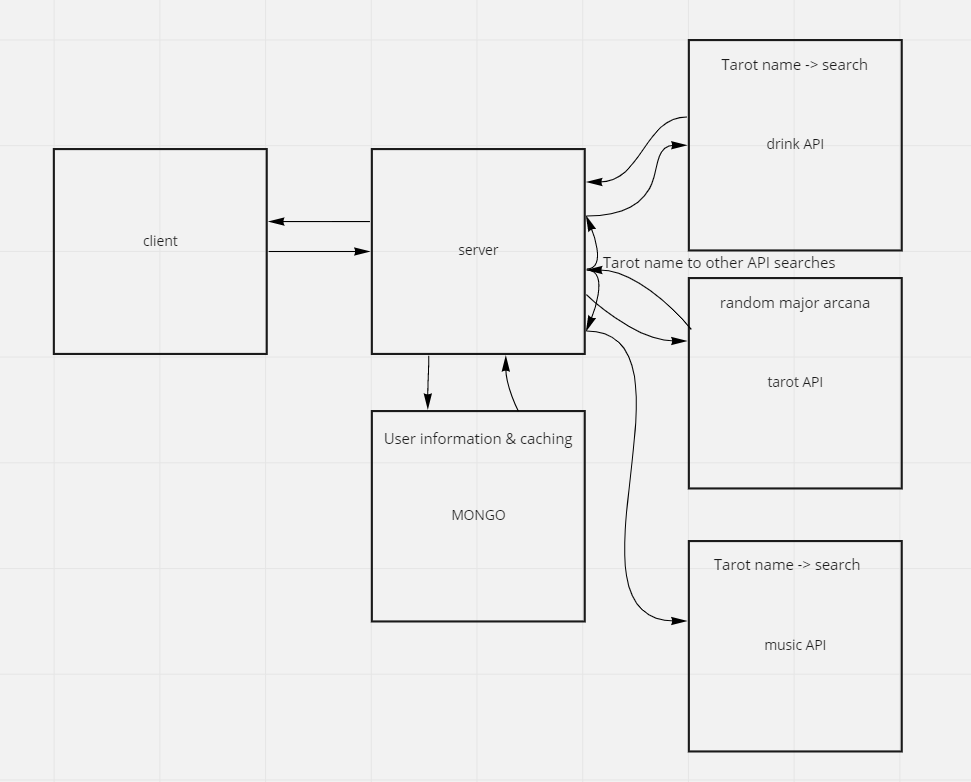 Tarot name -> search
drink API
client
server
Tarot name to other API searches
random major arcana
tarot API
User information & caching
MONGO
Tarot name -> search
music API